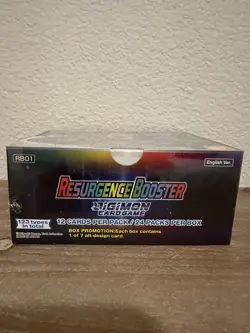 RB01
English Ver.
RESURGENCE BOOSTER
DIGIMON
CARD GAME
123 types
in total
12 CARDS PER PACK / 24 PACKS PER BOX
BOX PROMOTION:Each box contains
1 of 7 alt-design card.